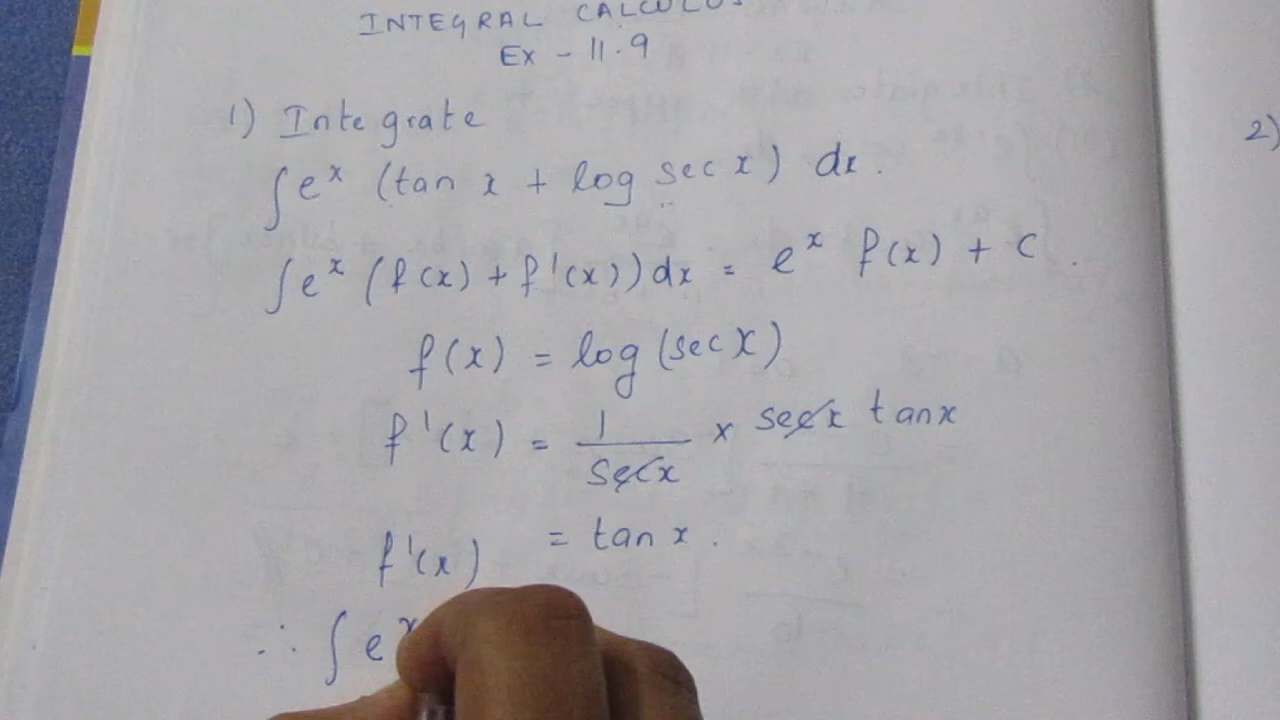 INTEGRAL CALCULUS
Ex - 11.9
1) Integrate
∫e^x (tan x + log sec x) dx.
∫e^x (f(x) + f'(x)) dx = e^x f(x) + c.
f(x) = log (sec x)
f'(x) = 1/sec x × sec x tan x
f'(x) = tan x.
∴ ∫e^x
2)